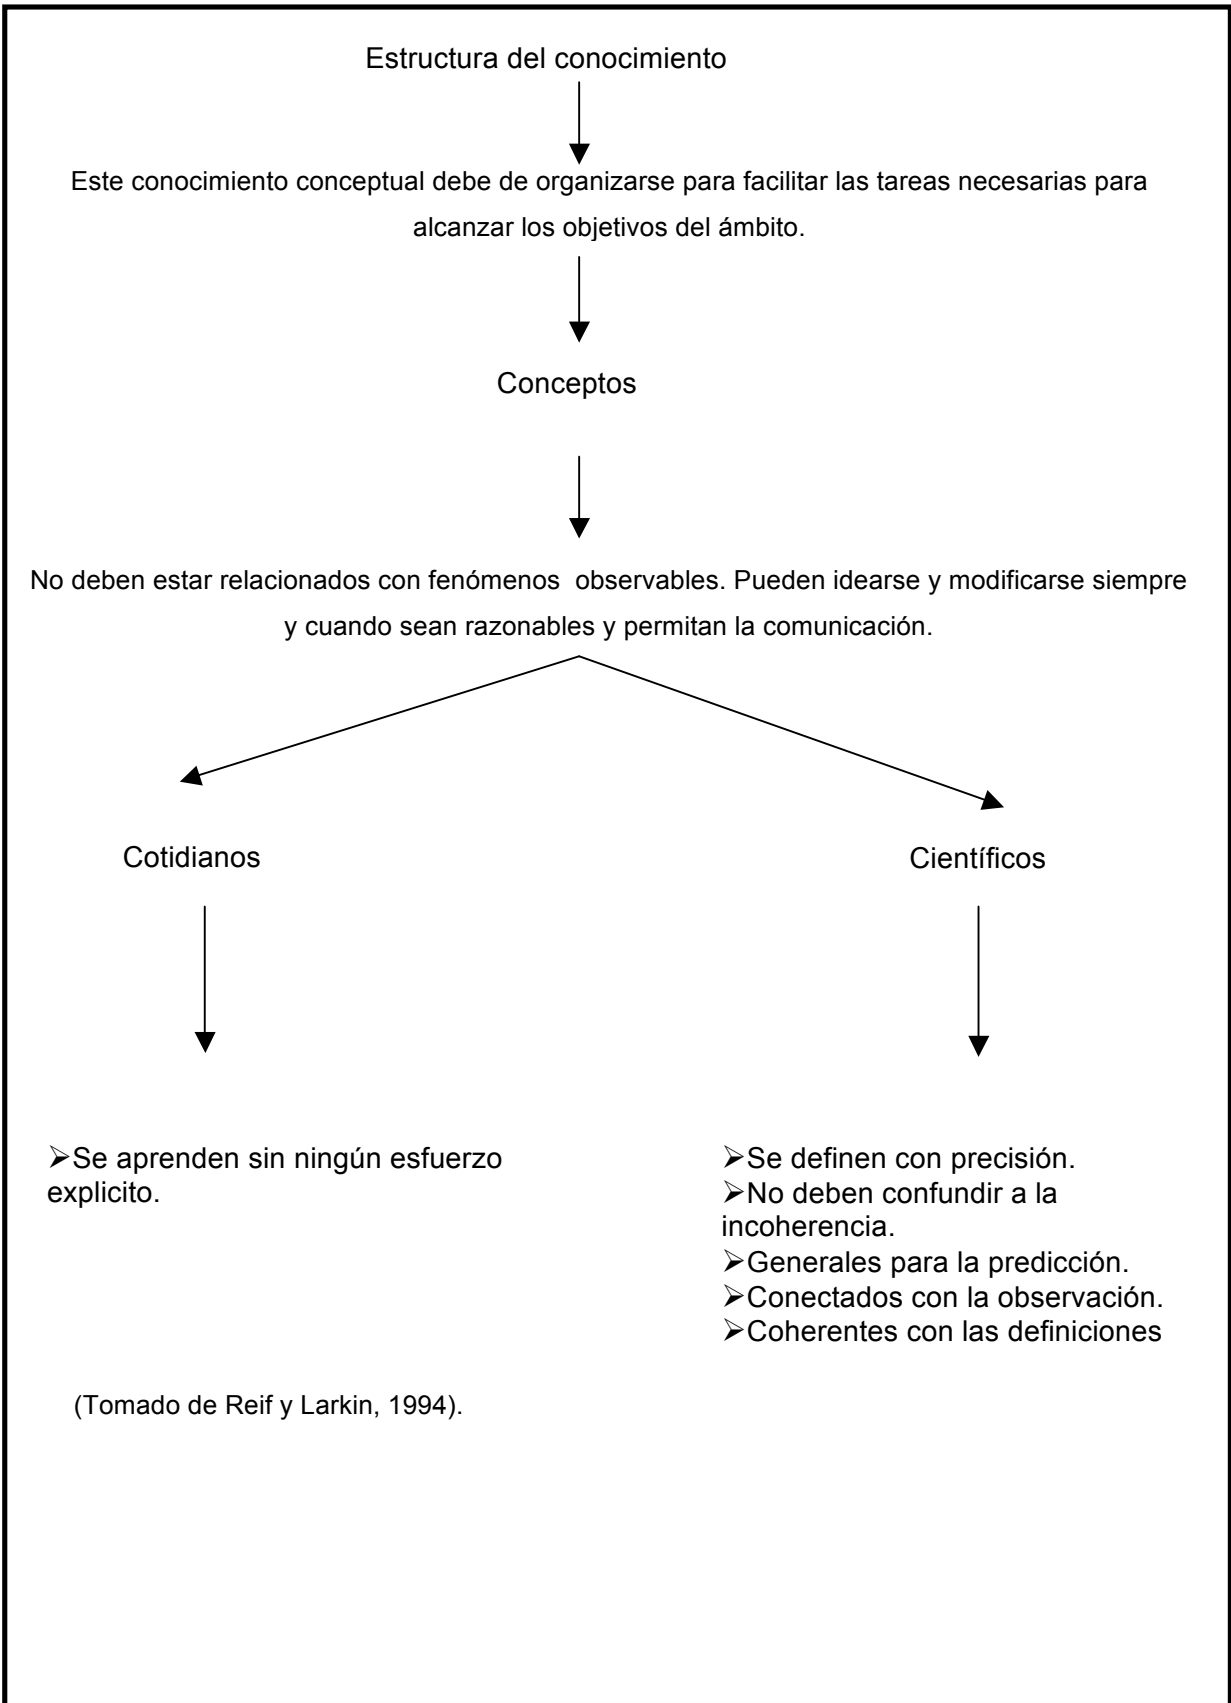 Estructura del conocimiento
Este conocimiento conceptual debe de organizarse para facilitar las tareas necesarias para
alcanzar los objetivos del ámbito.
Conceptos
No deben estar relacionados con fenómenos observables. Pueden idearse y modificarse siempre
y cuando sean razonables y permitan la comunicación.
Cotidianos
Científicos
➢Se aprenden sin ningún esfuerzo
explicito.
➢Se definen con precisión.
➢No deben confundir a la
incoherencia.
➢Generales para la predicción.
➢Conectados con la observación.
➢Coherentes con las definiciones
(Tomado de Reif y Larkin, 1994).